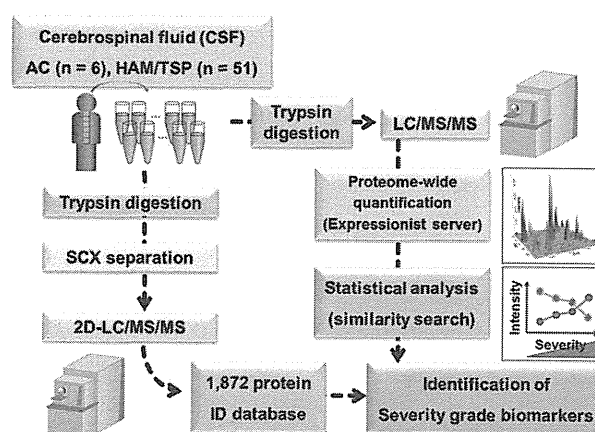 Cerebrospinal fluid (CSF)
AC (n = 6), HAM/TSP (n = 51)
Trypsin
digestion
LC/MS/MS
Trypsin digestion
SCX separation
2D-LC/MS/MS
1,872 protein
ID database
Proteome-wide
quantification
(Expressionist server)
Statistical analysis
(similarity search)
Intensity
Severity
Identification of
Severity grade biomarkers